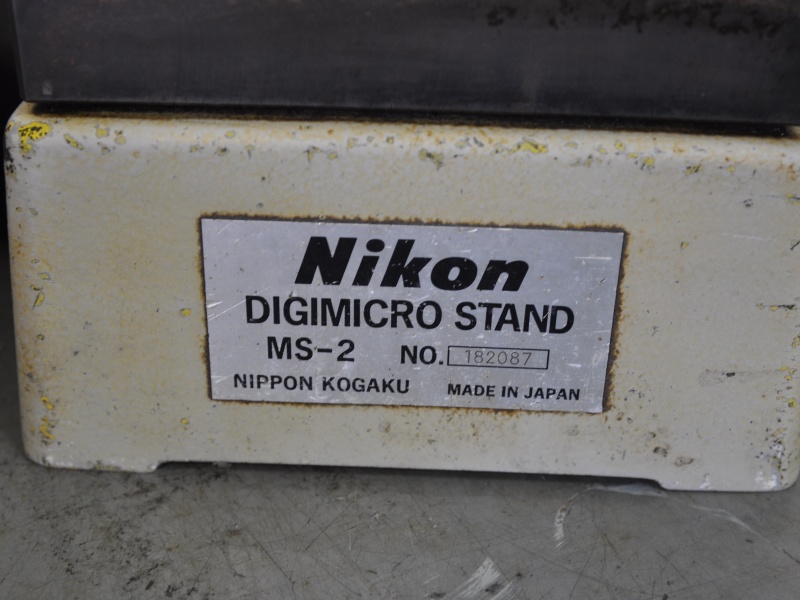 Nikon
DIGIMICRO STAND
MS-2 NO. 182087
NIPPON KOGAKU MADE IN JAPAN